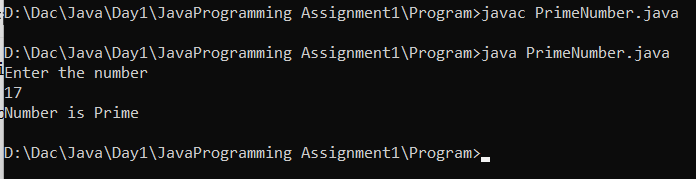 D:\Dac\Java\Day1\JavaProgramming Assignment1\Program>javac PrimeNumber.java
D:\Dac\Java\Day1\JavaProgramming Assignment1\Program>java PrimeNumber.java
Enter the number
17
Number is Prime
D:\Dac\Java\Day1\JavaProgramming Assignment1\Program>